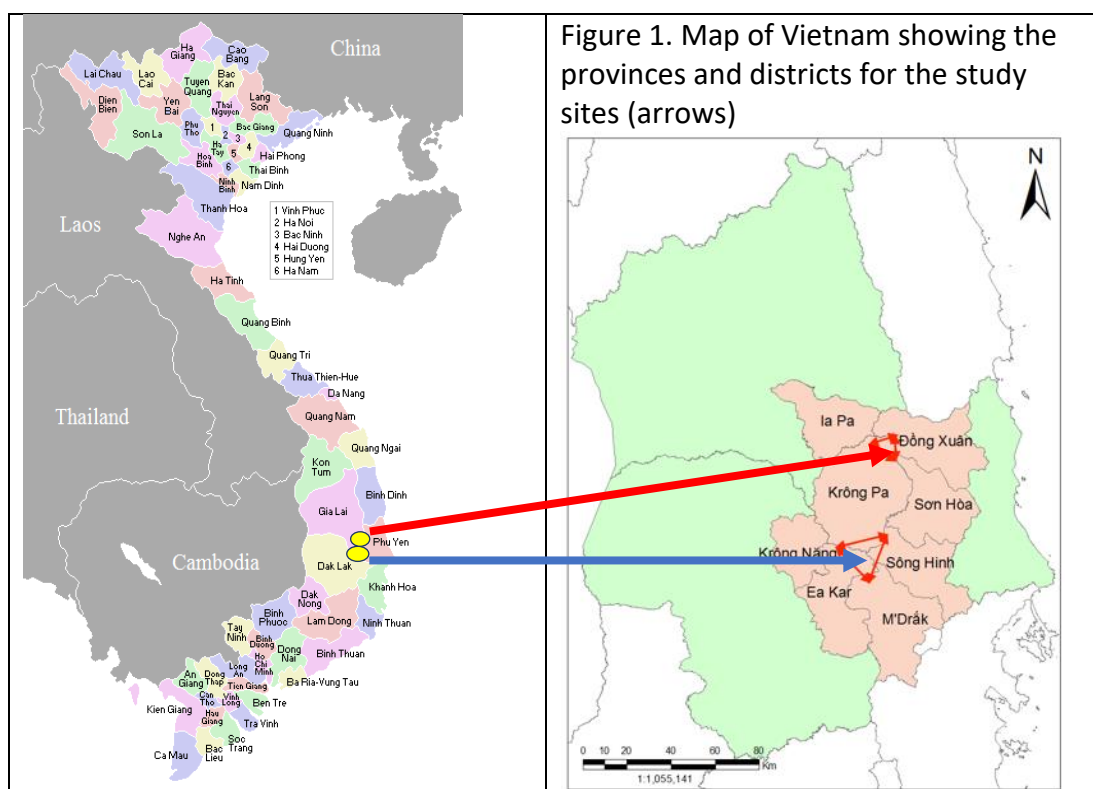 Figure 1. Map of Vietnam showing the
provinces and districts for the study
sites (arrows)
China
Laos
Thailand
Cambodia
Ha
Giang
Cao
Bang
Lai Chau
Lao
Cai
Tuyen
Quang
Bac
Kan
Dien
Bien
Yen
Bai
Thai
Nguyen
Lang
Son
Son La
Phu
Tho
1
2
3
Bac Giang
Quang Ninh
Ha
Tay
5
4
Hai Phong
Hoa
Binh
6
Thai Binh
Ninh
Binh
Nam Dinh
Thanh Hoa
1 Vinh Phuc
2 Ha Noi
3 Bac Ninh
4 Hai Duong
5 Hung Yen
6 Ha Nam
Nghe An
Ha Tinh
Quang Binh
Quang Tri
Thua Thien-Hue
Da Nang
Quang Nam
Quang Ngai
Kon
Tum
Binh Dinh
Gia Lai
Phu Yen
Dak Lak
Khanh Hoa
Dak
Nong
Binh
Phuoc
Lam Dong
Ninh Thuan
Tay
Ninh
Binh
Duong
Dong
Nai
Binh Thuan
Ho
Chi
Minh
Long
An
An
Giang
Dong
Thap
Tien Giang
Ba Ria-Vung Tau
Can
Tho
Vinh
Long
Ben Tre
Kien Giang
Hau
Giang
Tra Vinh
Soc
Trang
Bac
Lieu
Ca Mau
N
Ia Pa
Đồng Xuân
Krông Pa
Sơn Hòa
Krông Năng
Sông Hinh
Ea Kar
M'Drắk
0 10 20 40 60 80
Km
1:1,055,141